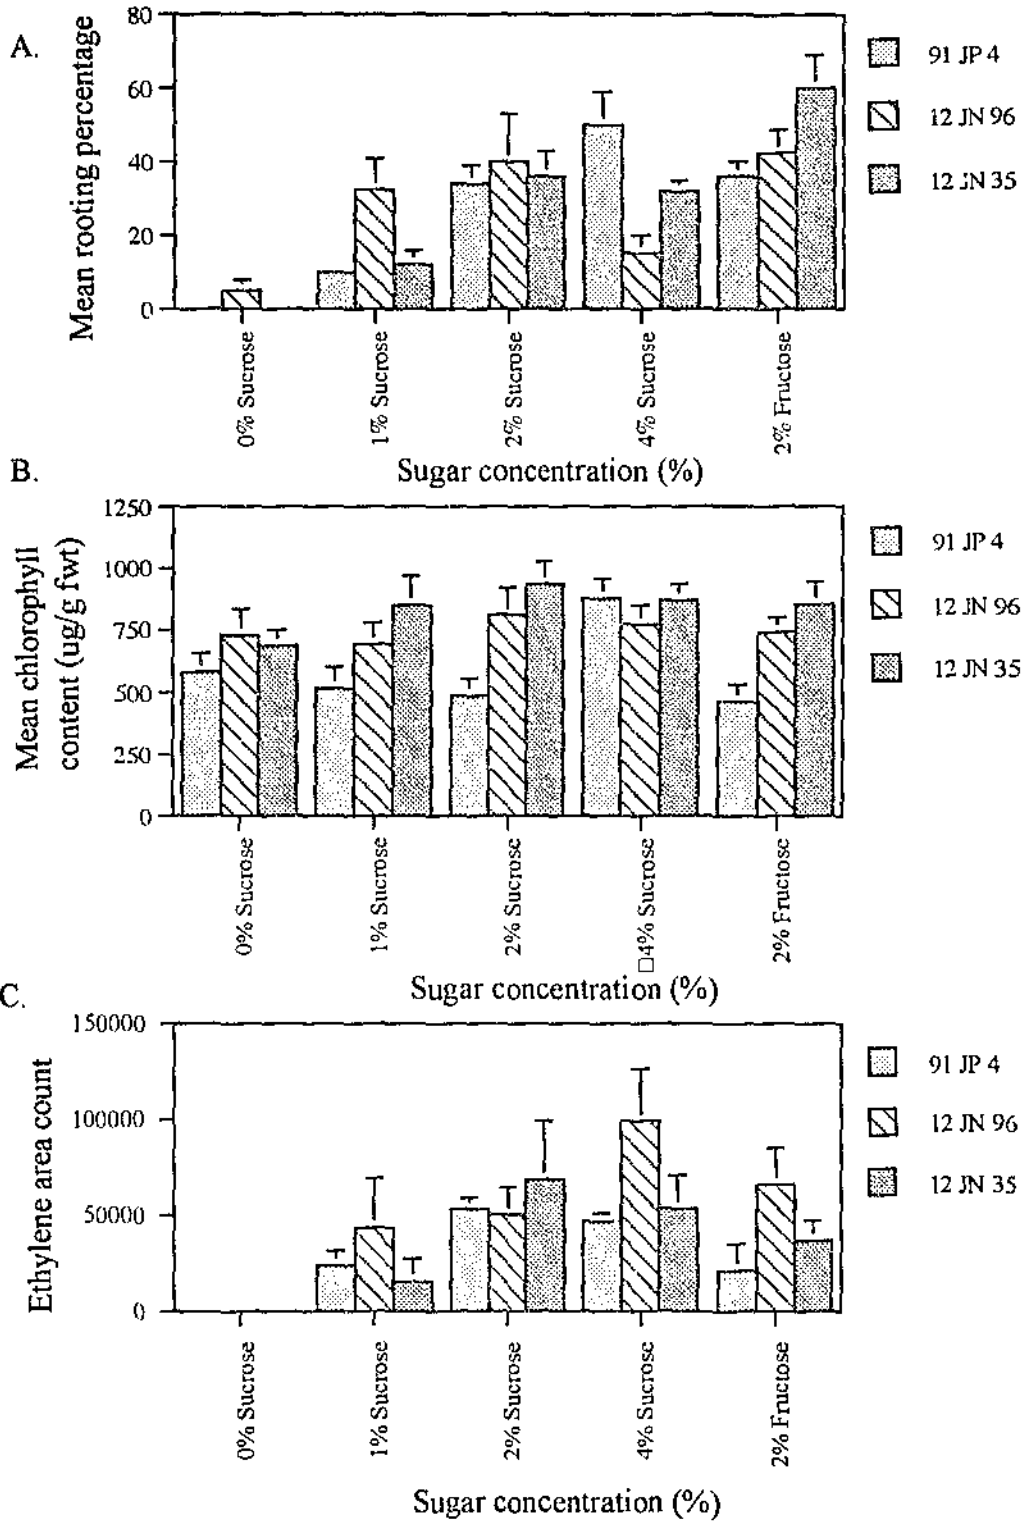 A.
Mean rooting percentage
80
60
40
20
0
0% Sucrose
1% Sucrose
2% Sucrose
4% Sucrose
2% Fructose
Sugar concentration (%)
91 JP 4
12 JN 96
12 JN 35
B.
Mean chlorophyll
content (ug/g fwt)
1250
1000
750
500
250
0
0% Sucrose
1% Sucrose
2% Sucrose
□4% Sucrose
2% Fructose
Sugar concentration (%)
91 JP 4
12 JN 96
12 JN 35
C.
Ethylene area count
150000
100000
50000
0
0% Sucrose
1% Sucrose
2% Sucrose
4% Sucrose
2% Fructose
Sugar concentration (%)
91 JP 4
12 JN 96
12 JN 35